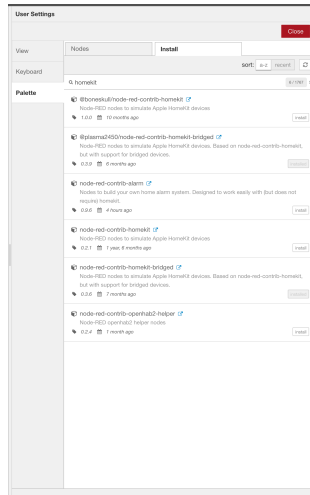 User Settings
Close
View
Keyboard
Palette
Nodes
Install
sort:
a-z
recent
homekit
@boneskull/node-red-contrib-homekit
Node-RED nodes to simulate Apple HomeKit devices
1.0.0 10 months ago
install
@plasma2450/node-red-contrib-homekit-bridged
Node-RED nodes to simulate Apple HomeKit devices. Based on node-red-contrib-homekit,
but with support for bridged devices.
0.3.9 6 months ago
node-red-contrib-alarm
Nodes to build your own home alarm system. Designed to work easily with (but does not
require) homekit.
0.9.6 4 hours ago
install
node-red-contrib-homekit
Node-RED nodes to simulate Apple HomeKit devices
0.2.1 1 year, 6 months ago
install
node-red-contrib-homekit-bridged
Node-RED nodes to simulate Apple HomeKit devices. Based on node-red-contrib-homekit,
but with support for bridged devices.
0.3.6 7 months ago
node-red-contrib-openhab2-helper
Node-RED openhab2 helper nodes
0.2.4 1 month ago
install